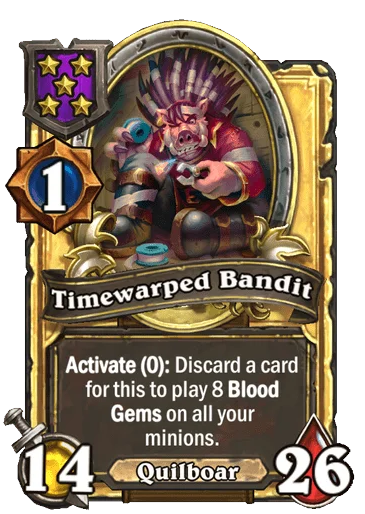 1
Timewarped Bandit
Activate (0): Discard a card
for this to play 8 Blood
Gems on all your
minions.
14
Quilboar
26